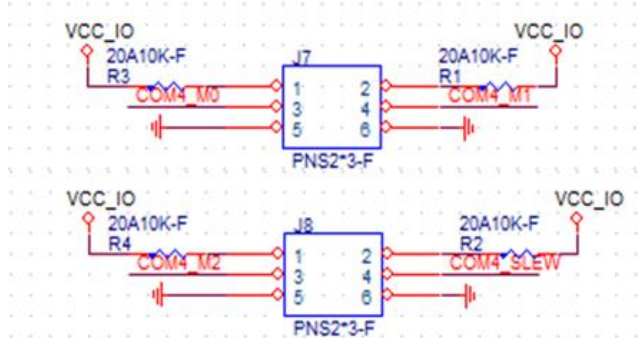 VCC_IO VCC_IO
20A10K-F J7 20A10K-F
R3 R1
1 2
COM4_M0 3 4 COM4_M1
5 6
PNS2*3-F
VCC_IO VCC_IO
20A10K-F J8 20A10K-F
R4 R2
1 2
COM4_M2 3 4 COM4_SLEW
5 6
PNS2*3-F